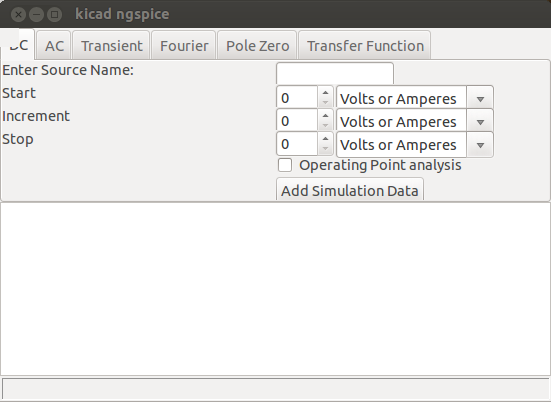 kicad ngspice
DC AC Transient Fourier Pole Zero Transfer Function
Enter Source Name:
Start 0 Volts or Amperes
Increment 0 Volts or Amperes
Stop 0 Volts or Amperes
Operating Point analysis
Add Simulation Data